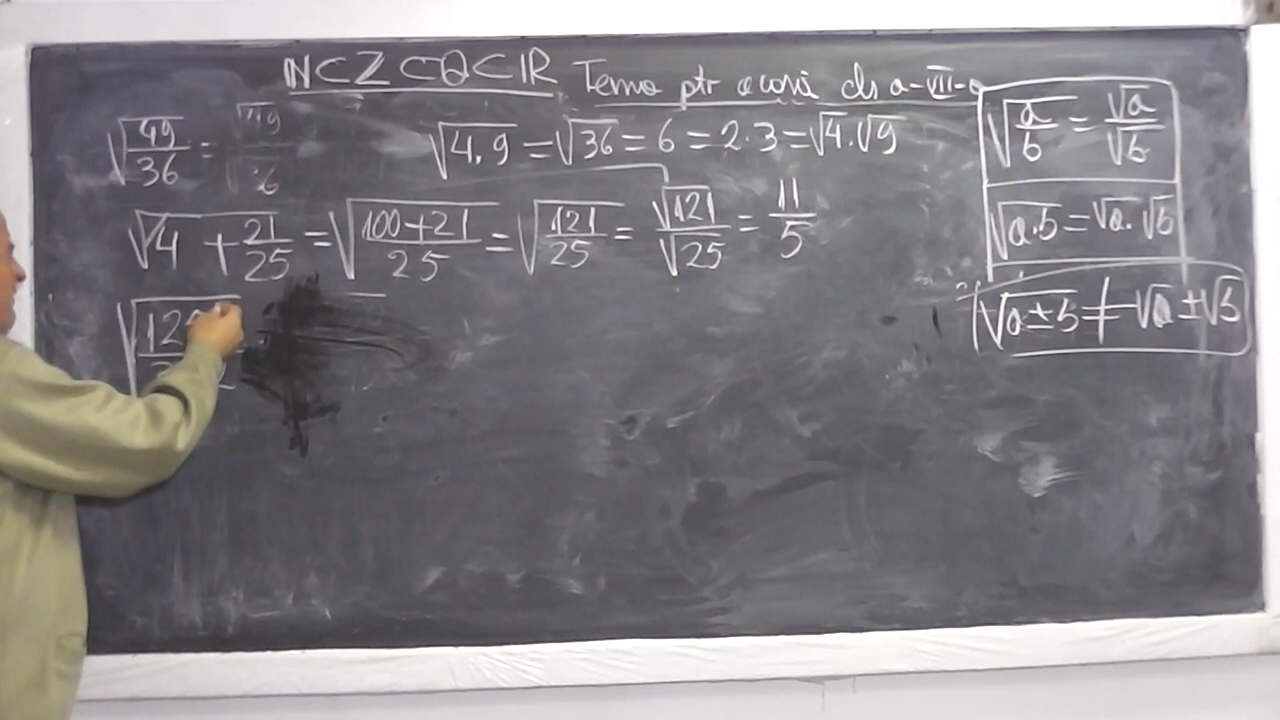 N⊂Z⊂Q⊂R Tema ptr acasă cls a-VII-a
√(49/36) = √49/√36
√(4·9) = √36 = 6 = 2·3 = √4·√9
√(4 + 21/25) = √((100+21)/25) = √(121/25) = √121/√25 = 11/5
√(a/b) = √a/√b
√(a·b) = √a·√b
√(a±b) ≠ √a ± √b